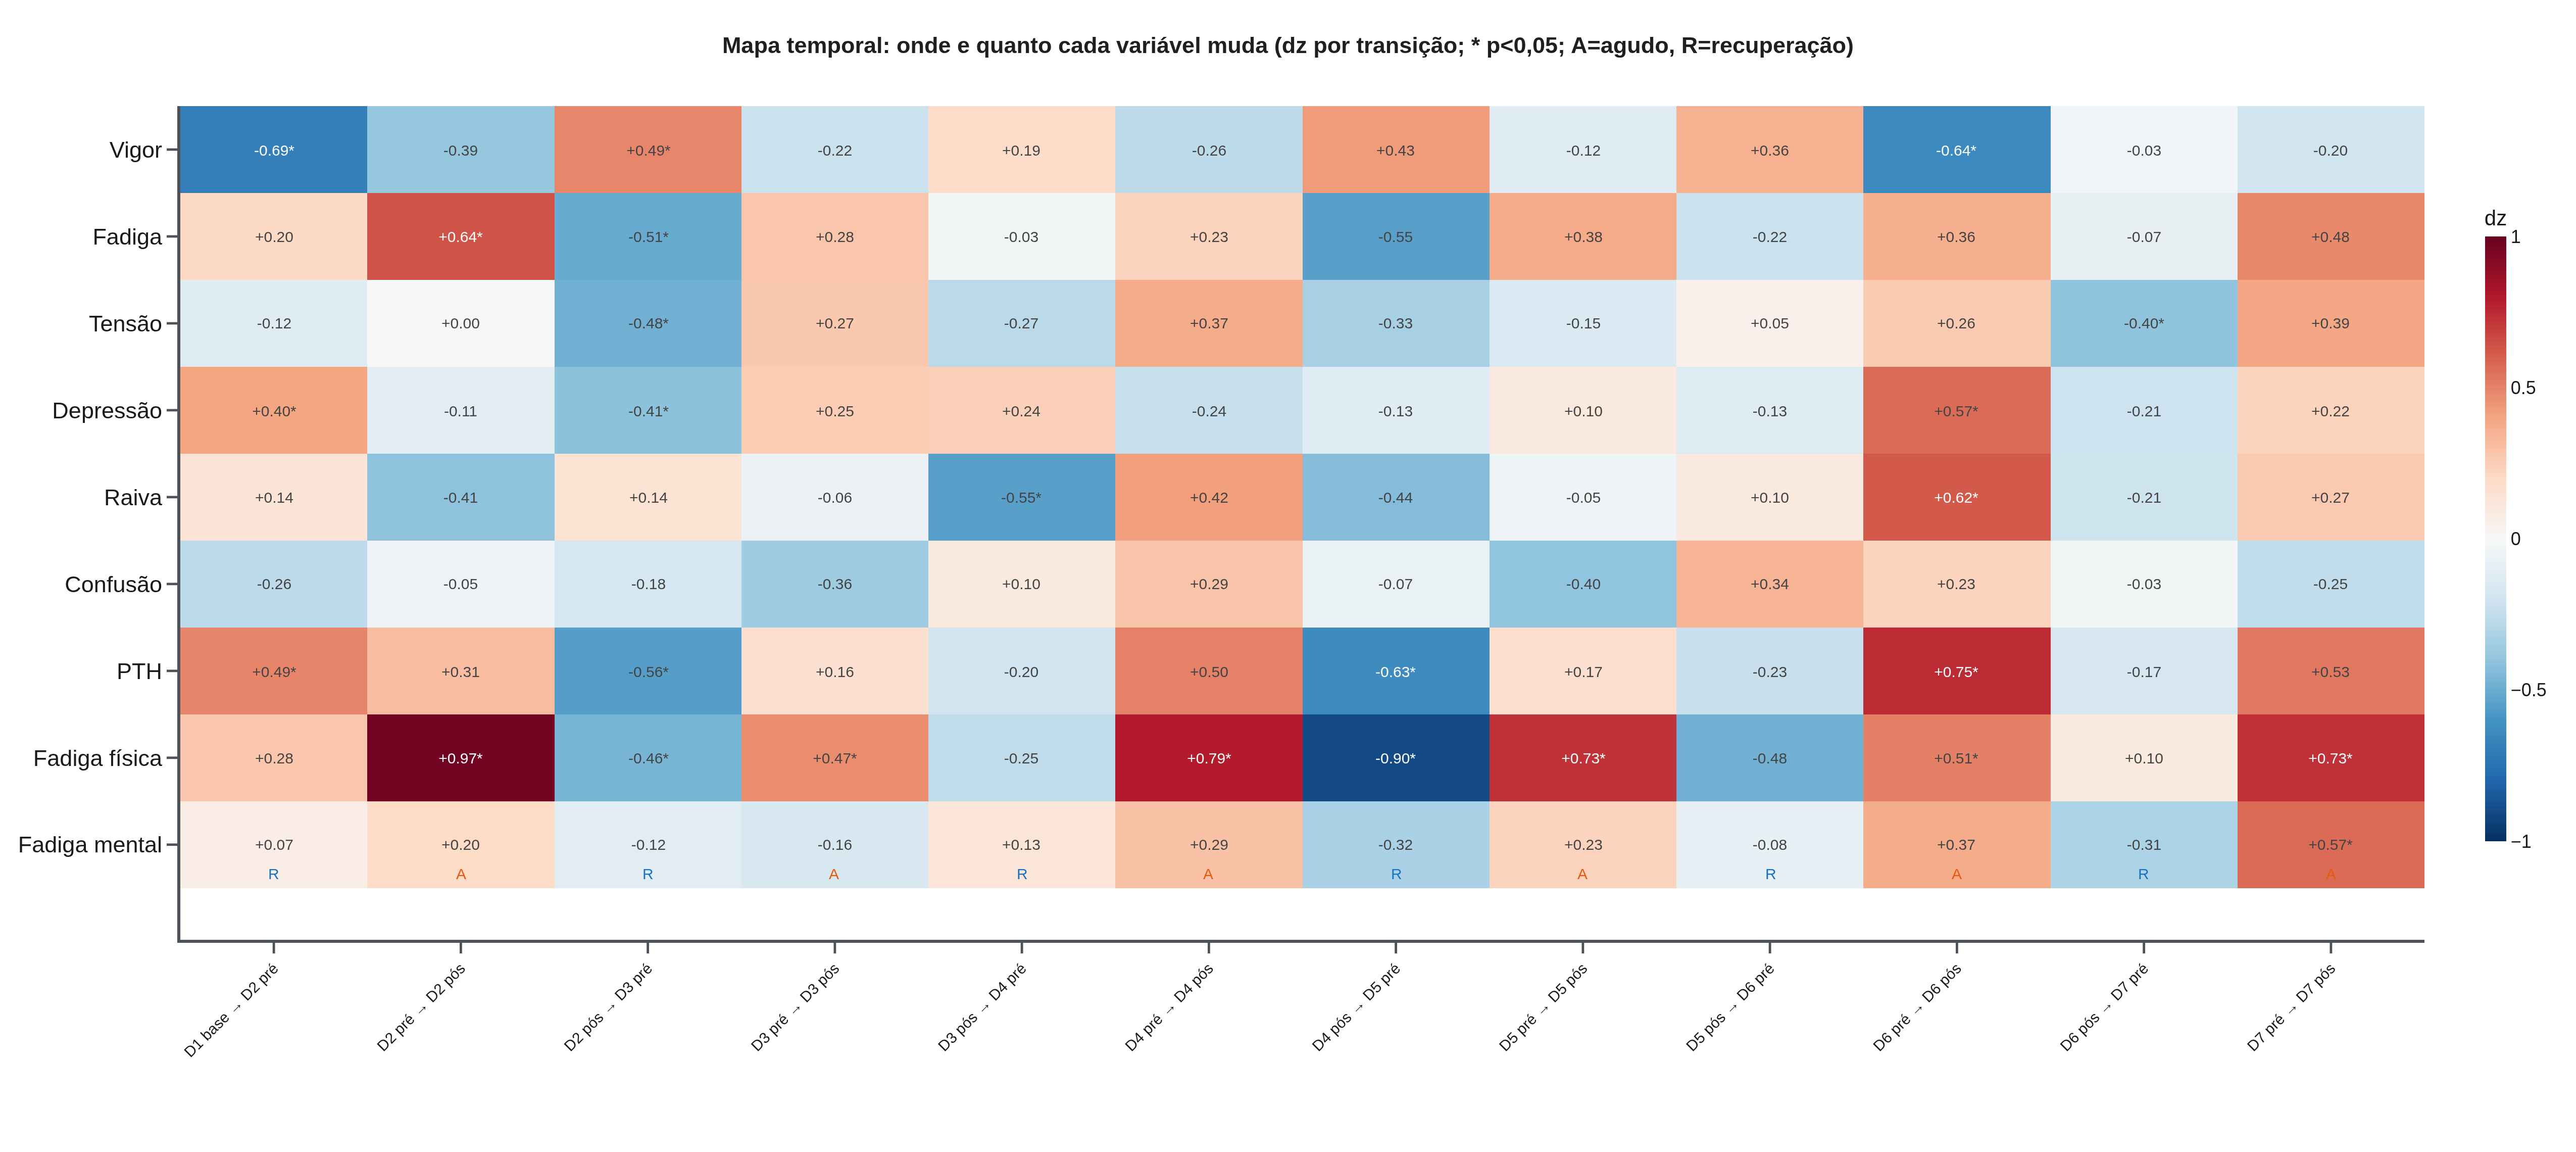 Mapa temporal: onde e quanto cada variável muda (dz por transição; * p<0,05; A=agudo, R=recuperação)
Vigor -0.69* -0.39 +0.49* -0.22 +0.19 -0.26 +0.43 -0.12 +0.36 -0.64* -0.03 -0.20
Fadiga +0.20 +0.64* -0.51* +0.28 -0.03 +0.23 -0.55 +0.38 -0.22 +0.36 -0.07 +0.48
Tensão -0.12 +0.00 -0.48* +0.27 -0.27 +0.37 -0.33 -0.15 +0.05 +0.26 -0.40* +0.39
Depressão +0.40* -0.11 -0.41* +0.25 +0.24 -0.24 -0.13 +0.10 -0.13 +0.57* -0.21 +0.22
Raiva +0.14 -0.41 +0.14 -0.06 -0.55* +0.42 -0.44 -0.05 +0.10 +0.62* -0.21 +0.27
Confusão -0.26 -0.05 -0.18 -0.36 +0.10 +0.29 -0.07 -0.40 +0.34 +0.23 -0.03 -0.25
PTH +0.49* +0.31 -0.56* +0.16 -0.20 +0.50 -0.63* +0.17 -0.23 +0.75* -0.17 +0.53
Fadiga física +0.28 +0.97* -0.46* +0.47* -0.25 +0.79* -0.90* +0.73* -0.48 +0.51* +0.10 +0.73*
Fadiga mental +0.07 +0.20 -0.12 -0.16 +0.13 +0.29 -0.32 +0.23 -0.08 +0.37 -0.31 +0.57*
R A R A R A R A R A R A
D1 base → D2 pré
D2 pré → D2 pós
D2 pós → D3 pré
D3 pré → D3 pós
D3 pós → D4 pré
D4 pré → D4 pós
D4 pós → D5 pré
D5 pré → D5 pós
D5 pós → D6 pré
D6 pré → D6 pós
D6 pós → D7 pré
D7 pré → D7 pós
dz
1
0.5
0
−0.5
−1